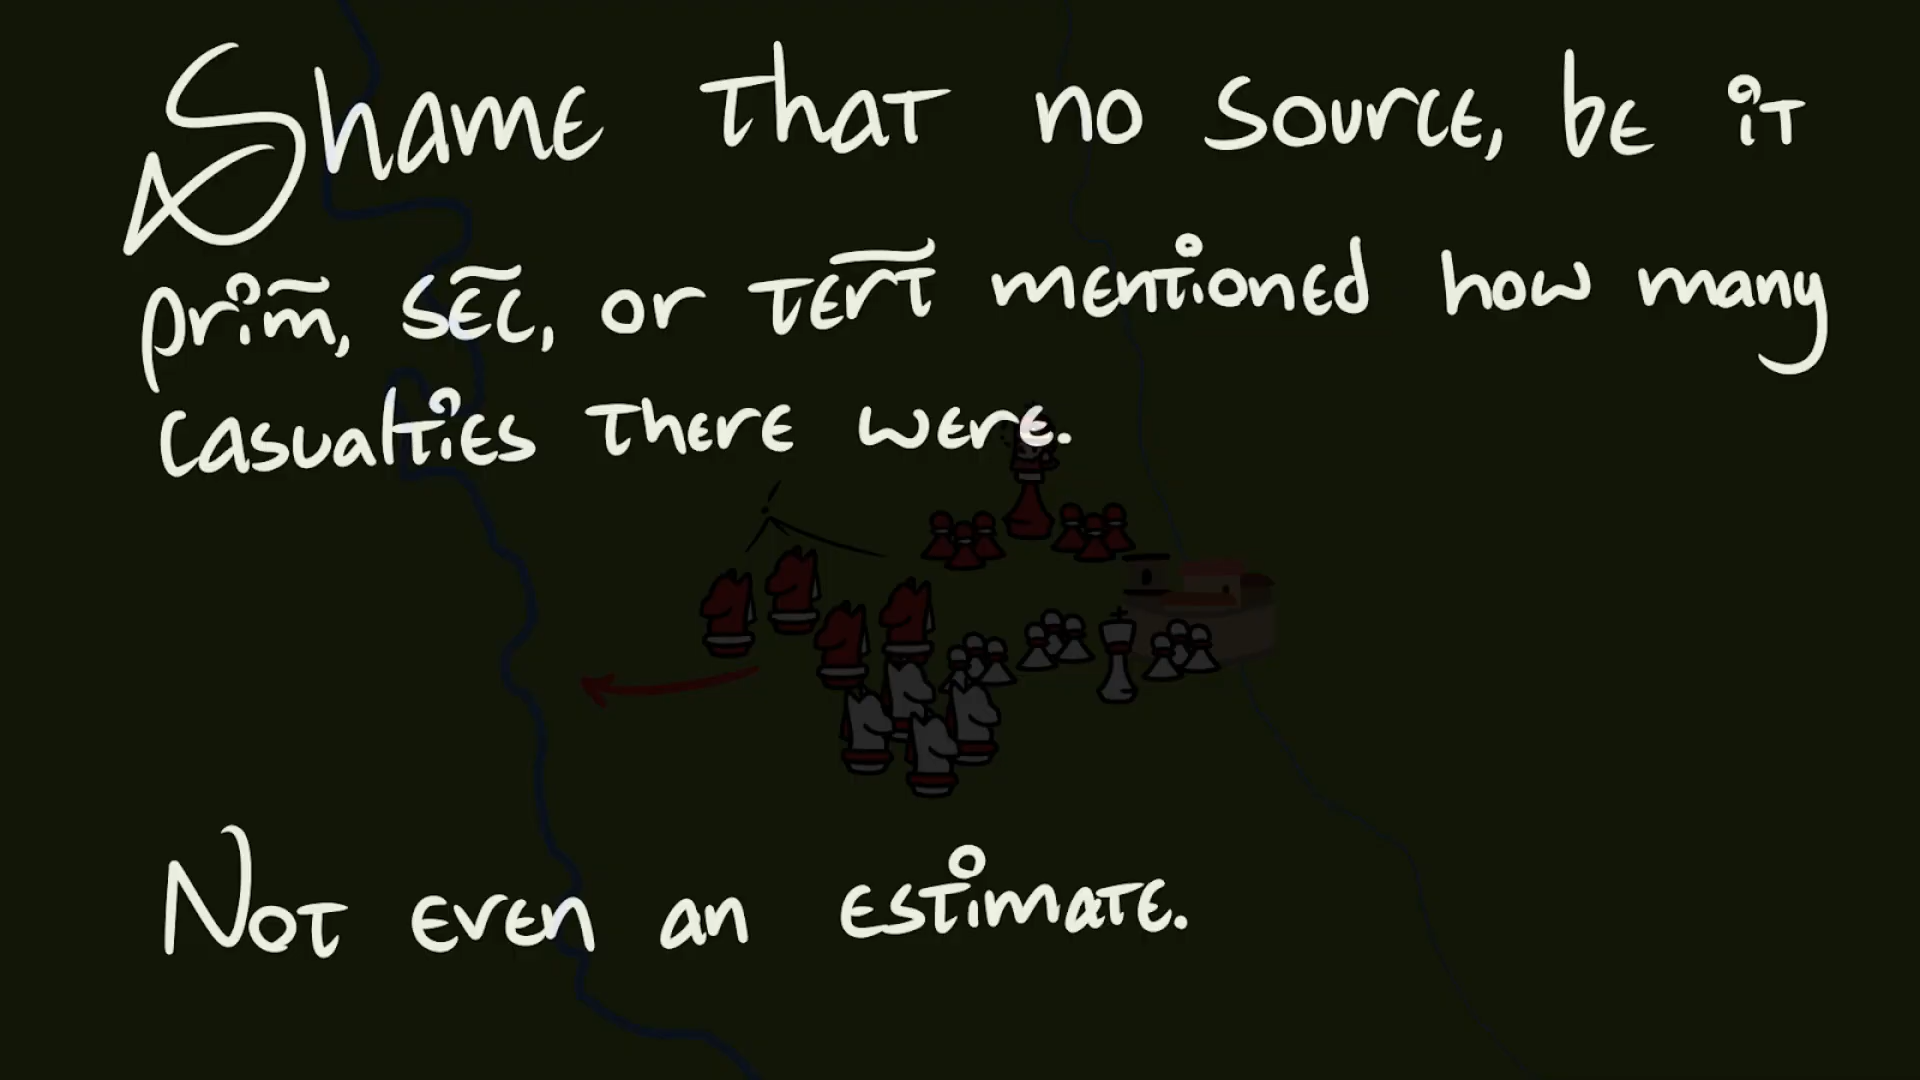 Shame that no source, be it
prim̃, sec̃, or tert̃ mentioned how many
casualties there were.
Not even an estimate.